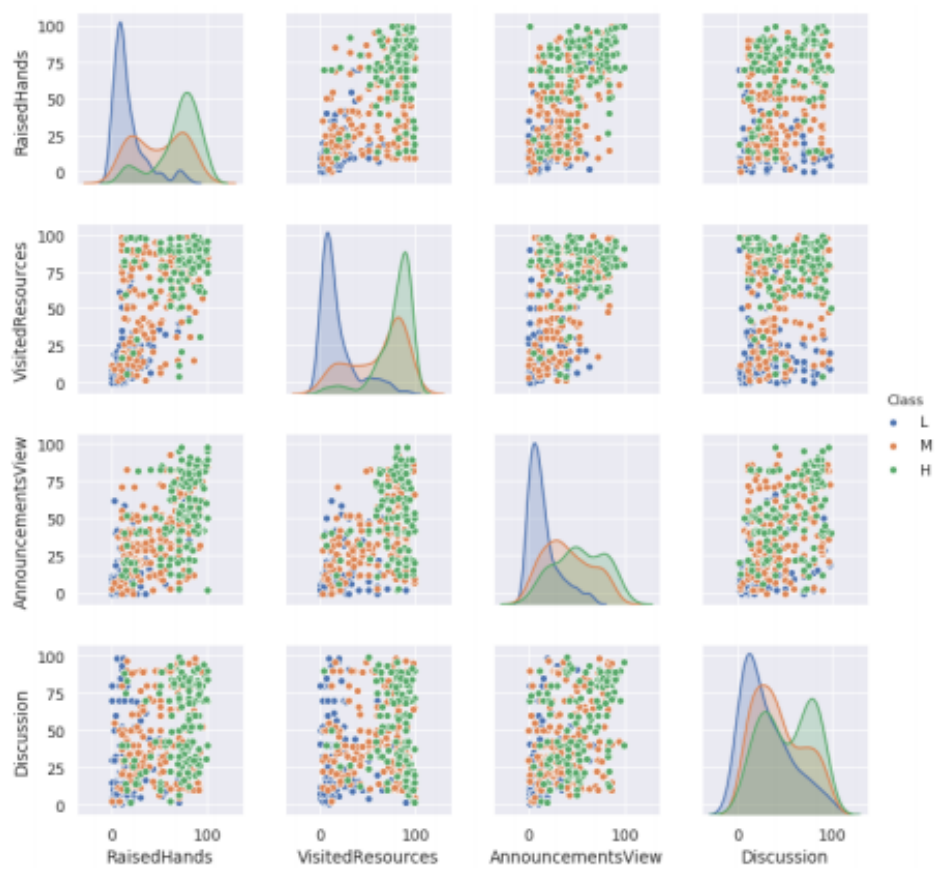 RaisedHands
100
75
50
25
0
VisitedResources
100
75
50
25
0
Class
L
M
H
AnnouncementsView
100
75
50
25
0
Discussion
100
75
50
25
0
0 100 0 100 0 100 0 100
RaisedHands VisitedResources AnnouncementsView Discussion